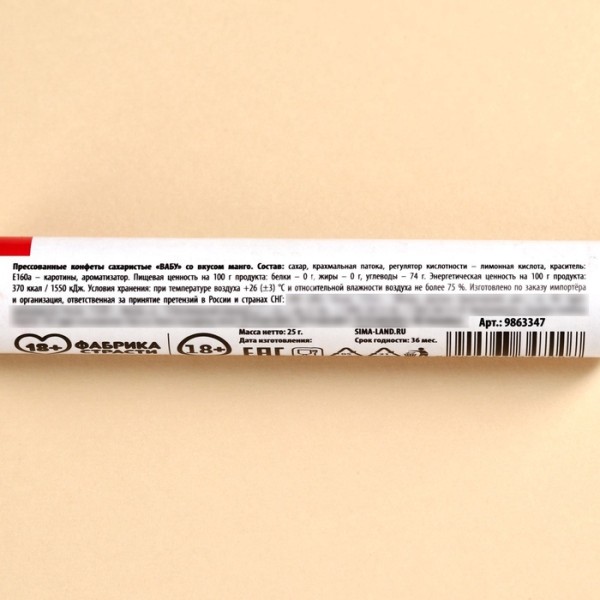 Прессованные конфеты сахаристые «ВАБУ» со вкусом манго. Состав: сахар, крахмальная патока, регулятор кислотности – лимонная кислота, краситель:
Е160а – каротины, ароматизатор. Пищевая ценность на 100 г продукта: белки – 0 г, жиры – 0 г, углеводы – 74 г. Энергетическая ценность на 100 г продукта:
370 ккал / 1550 кДж. Условия хранения: при температуре воздуха +26 (±3) °С и относительной влажности воздуха не более 75 %. Изготовлено по заказу импортёра
и организация, ответственная за принятие претензий в России и странах СНГ:
Арт.: 9863347
18+ ФАБРИКА СТРАСТИ
18+
Масса нетто: 25 г.
Дата изготовления:
EAC
SIMA-LAND.RU
Срок годности: 36 мес.